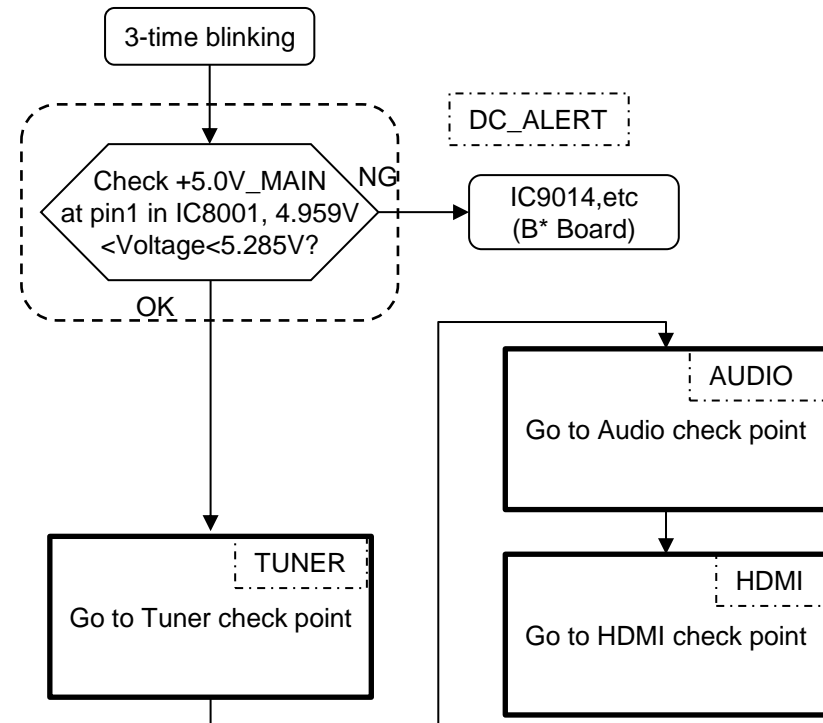 3-time blinking
DC_ALERT
Check +5.0V_MAIN
at pin1 in IC8001, 4.959V
<Voltage<5.285V?
NG
IC9014,etc
(B* Board)
OK
AUDIO
Go to Audio check point
TUNER
Go to Tuner check point
HDMI
Go to HDMI check point